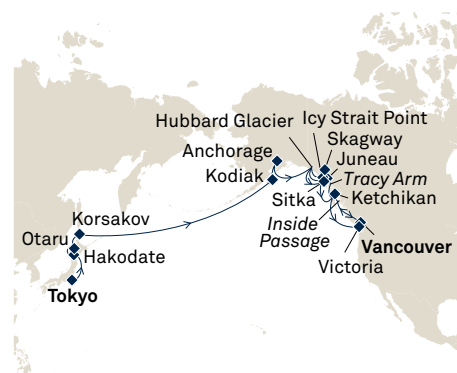 Hubbard Glacier
Icy Strait Point
Skagway
Anchorage
Juneau
Kodiak
Tracy Arm
Sitka
Ketchikan
Inside
Passage
Korsakov
Otaru
Hakodate
Vancouver
Victoria
Tokyo